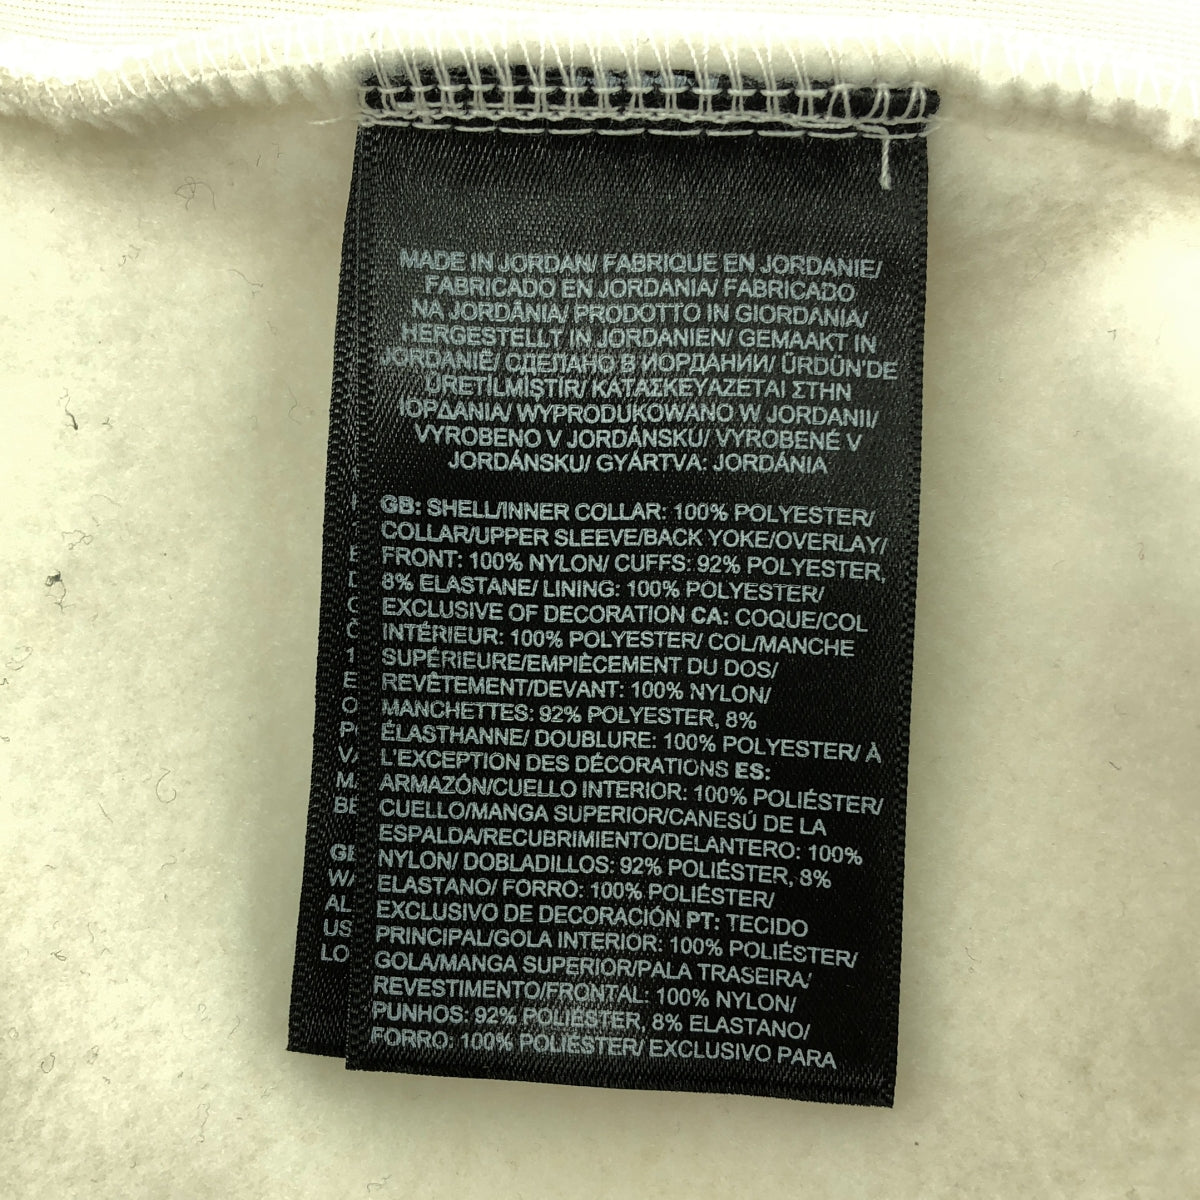 MADE IN JORDAN/ FABRIQUE EN JORDANIE/
FABRICADO EN JORDANIA/ FABRICADO
NA JORDÂNIA/ PRODOTTO IN GIORDANIA/
HERGESTELLT IN JORDANIEN/ GEMAAKT IN
JORDANIË/ СДЕЛАНО В ИОРДАНИИ/ ÜRDÜN'DE
ÜRETİLMİŞTİR/ ΚΑΤΑΣΚΕΥΑΖΕΤΑΙ ΣΤΗΝ
ΙΟΡΔΑΝΙΑ/ WYPRODUKOWANO W JORDANII/
VYROBENO V JORDÁNSKU/ VYROBENÉ V
JORDÁNSKU/ GYÁRTVA: JORDÁNIA
GB: SHELL/INNER COLLAR: 100% POLYESTER/
COLLAR/UPPER SLEEVE/BACK YOKE/OVERLAY/
FRONT: 100% NYLON/ CUFFS: 92% POLYESTER,
8% ELASTANE/ LINING: 100% POLYESTER/
EXCLUSIVE OF DECORATION CA: COQUE/COL
INTÉRIEUR: 100% POLYESTER/ COL/MANCHE
SUPÉRIEURE/EMPIÈCEMENT DU DOS/
REVÊTEMENT/DEVANT: 100% NYLON/
MANCHETTES: 92% POLYESTER, 8%
ÉLASTHANNE/ DOUBLURE: 100% POLYESTER/ À
L'EXCEPTION DES DÉCORATIONS ES:
ARMAZÓN/CUELLO INTERIOR: 100% POLIÉSTER/
CUELLO/MANGA SUPERIOR/CANESÚ DE LA
ESPALDA/RECUBRIMIENTO/DELANTERO: 100%
NYLON/ DOBLADILLOS: 92% POLIÉSTER, 8%
ELASTANO/ FORRO: 100% POLIÉSTER/
EXCLUSIVO DE DECORACIÓN PT: TECIDO
PRINCIPAL/GOLA INTERIOR: 100% POLIÉSTER/
GOLA/MANGA SUPERIOR/PALA TRASEIRA/
REVESTIMENTO/FRONTAL: 100% NYLON/
PUNHOS: 92% POLIÉSTER, 8% ELASTANO/
FORRO: 100% POLIÉSTER/ EXCLUSIVO PARA